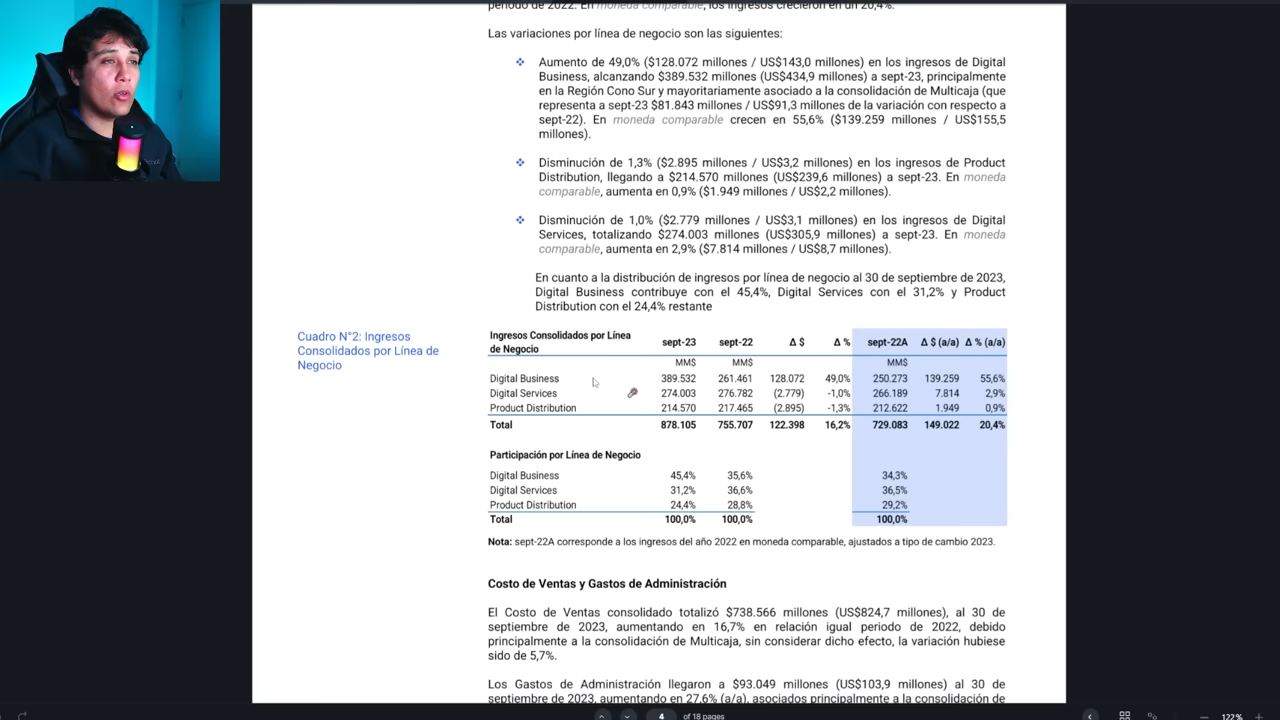 periodo de 2022. En moneda comparable, los ingresos crecieron en un 20,4%.
Las variaciones por línea de negocio son las siguientes:
❖ Aumento de 49,0% ($128.072 millones / US$143,0 millones) en los ingresos de Digital
Business, alcanzando $389.532 millones (US$434,9 millones) a sept-23, principalmente
en la Región Cono Sur y mayoritariamente asociado a la consolidación de Multicaja (que
representa a sept-23 $81.843 millones / US$91,3 millones de la variación con respecto a
sept-22). En moneda comparable crecen en 55,6% ($139.259 millones / US$155,5
millones).
❖ Disminución de 1,3% ($2.895 millones / US$3,2 millones) en los ingresos de Product
Distribution, llegando a $214.570 millones (US$239,6 millones) a sept-23. En moneda
comparable, aumenta en 0,9% ($1.949 millones / US$2,2 millones).
❖ Disminución de 1,0% ($2.779 millones / US$3,1 millones) en los ingresos de Digital
Services, totalizando $274.003 millones (US$305,9 millones) a sept-23. En moneda
comparable, aumenta en 2,9% ($7.814 millones / US$8,7 millones).
En cuanto a la distribución de ingresos por línea de negocio al 30 de septiembre de 2023,
Digital Business contribuye con el 45,4%, Digital Services con el 31,2% y Product
Distribution con el 24,4% restante
Cuadro N°2: Ingresos
Consolidados por Línea de
Negocio
Ingresos Consolidados por Línea
de Negocio sept-23 sept-22 Δ $ Δ % sept-22A Δ $ (a/a) Δ % (a/a)
MM$ MM$ MM$
Digital Business 389.532 261.461 128.072 49,0% 250.273 139.259 55,6%
Digital Services 274.003 276.782 (2.779) -1,0% 266.189 7.814 2,9%
Product Distribution 214.570 217.465 (2.895) -1,3% 212.622 1.949 0,9%
Total 878.105 755.707 122.398 16,2% 729.083 149.022 20,4%
Participación por Línea de Negocio
Digital Business 45,4% 35,6% 34,3%
Digital Services 31,2% 36,6% 36,5%
Product Distribution 24,4% 28,8% 29,2%
Total 100,0% 100,0% 100,0%
Nota: sept-22A corresponde a los ingresos del año 2022 en moneda comparable, ajustados a tipo de cambio 2023.
Costo de Ventas y Gastos de Administración
El Costo de Ventas consolidado totalizó $738.566 millones (US$824,7 millones), al 30 de
septiembre de 2023, aumentando en 16,7% en relación igual periodo de 2022, debido
principalmente a la consolidación de Multicaja, sin considerar dicho efecto, la variación hubiese
sido de 5,7%.
Los Gastos de Administración llegaron a $93.049 millones (US$103,9 millones) al 30 de
septiembre de 2023, aumentando en 27,6% (a/a), asociados principalmente a la consolidación de
4 of 18 pages
122%